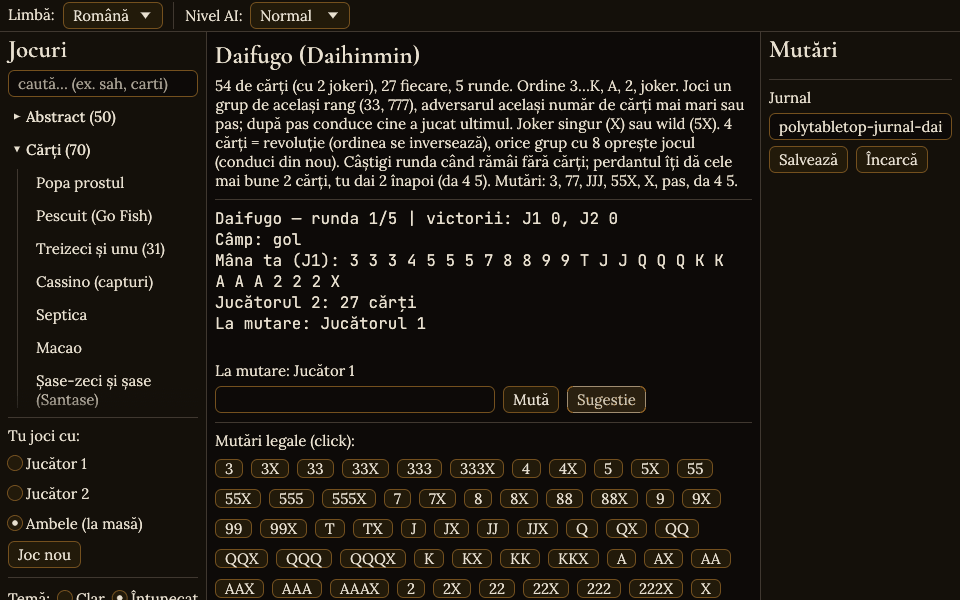 Limbă: Română ▼ Nivel AI: Normal ▼
Jocuri
caută... (ex. sah, carti)
▸ Abstract (50)
▾ Cărți (70)
Popa prostul
Pescuit (Go Fish)
Treizeci și unu (31)
Cassino (capturi)
Septica
Macao
Șase-zeci și șase
(Santase)
Tu joci cu:
Jucător 1
Jucător 2
Ambele (la masă)
Joc nou
Temă: Clar Întunecat
Daifugo (Daihinmin)
54 de cărți (cu 2 jokeri), 27 fiecare, 5 runde. Ordine 3...K, A, 2, joker. Joci un
grup de același rang (33, 777), adversarul același număr de cărți mai mari sau
pas; după pas conduce cine a jucat ultimul. Joker singur (X) sau wild (5X). 4
cărți = revoluție (ordinea se inversează), orice grup cu 8 oprește jocul
(conduci din nou). Câștigi runda când rămâi fără cărți; perdantul îți dă cele
mai bune 2 cărți, tu dai 2 înapoi (da 4 5). Mutări: 3, 77, JJJ, 55X, X, pas, da 4 5.
Daifugo — runda 1/5 | victorii: J1 0, J2 0
Câmp: gol
Mâna ta (J1): 3 3 3 4 5 5 5 7 8 8 9 9 T J J Q Q Q K K
A A A 2 2 2 X
Jucătorul 2: 27 cărți
La mutare: Jucătorul 1
La mutare: Jucător 1
Mută Sugestie
Mutări legale (click):
3 3X 33 33X 333 333X 4 4X 5 5X 55
55X 555 555X 7 7X 8 8X 88 88X 9 9X
99 99X T TX J JX JJ JJX Q QX QQ
QQX QQQ QQQX K KX KK KKX A AX AA
AAX AAA AAAX 2 2X 22 22X 222 222X X
Mutări
Jurnal
polytabletop-jurnal-dai
Salvează Încarcă